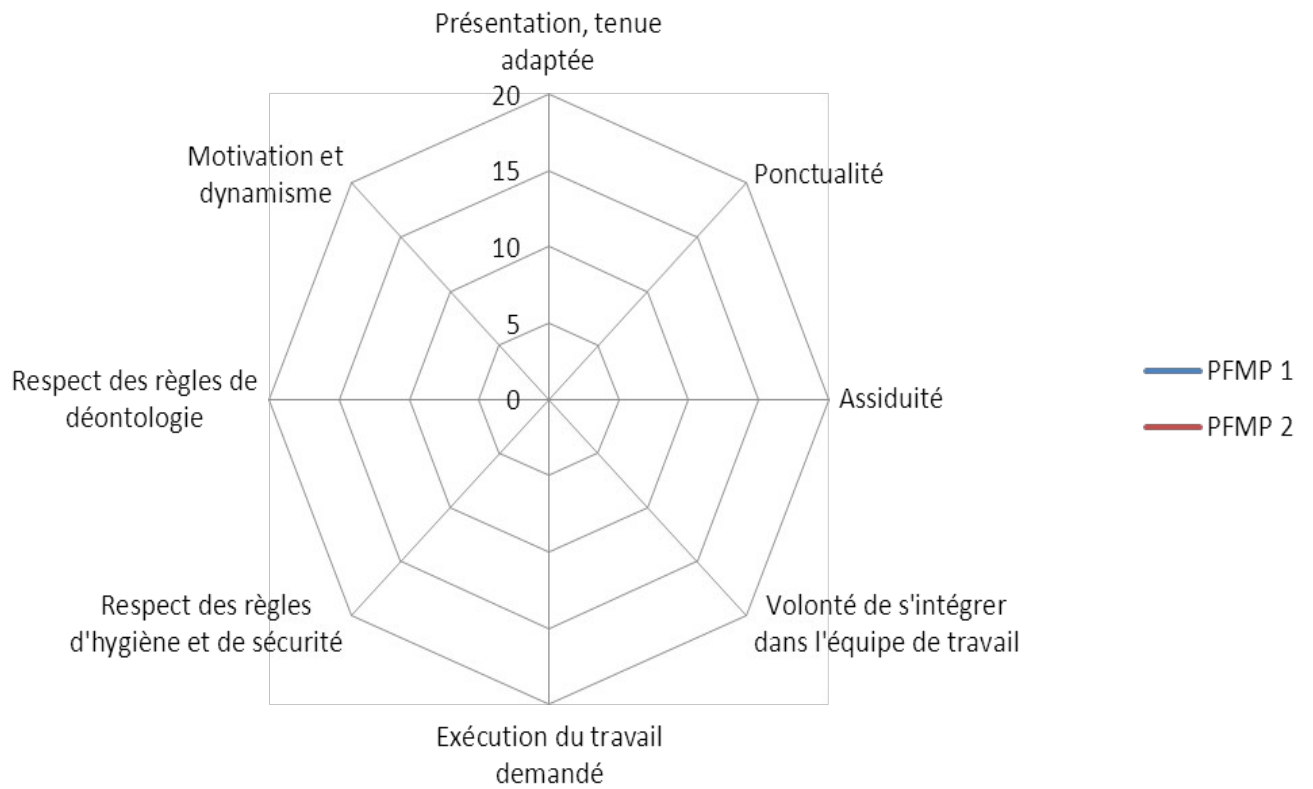 Présentation, tenue
adaptée
20
Motivation et
dynamisme
15
Ponctualité
10
5
Respect des règles de
déontologie
0
Assiduité
PFMP 1
PFMP 2
Respect des règles
d'hygiène et de sécurité
Volonté de s'intégrer
dans l'équipe de travail
Exécution du travail
demandé